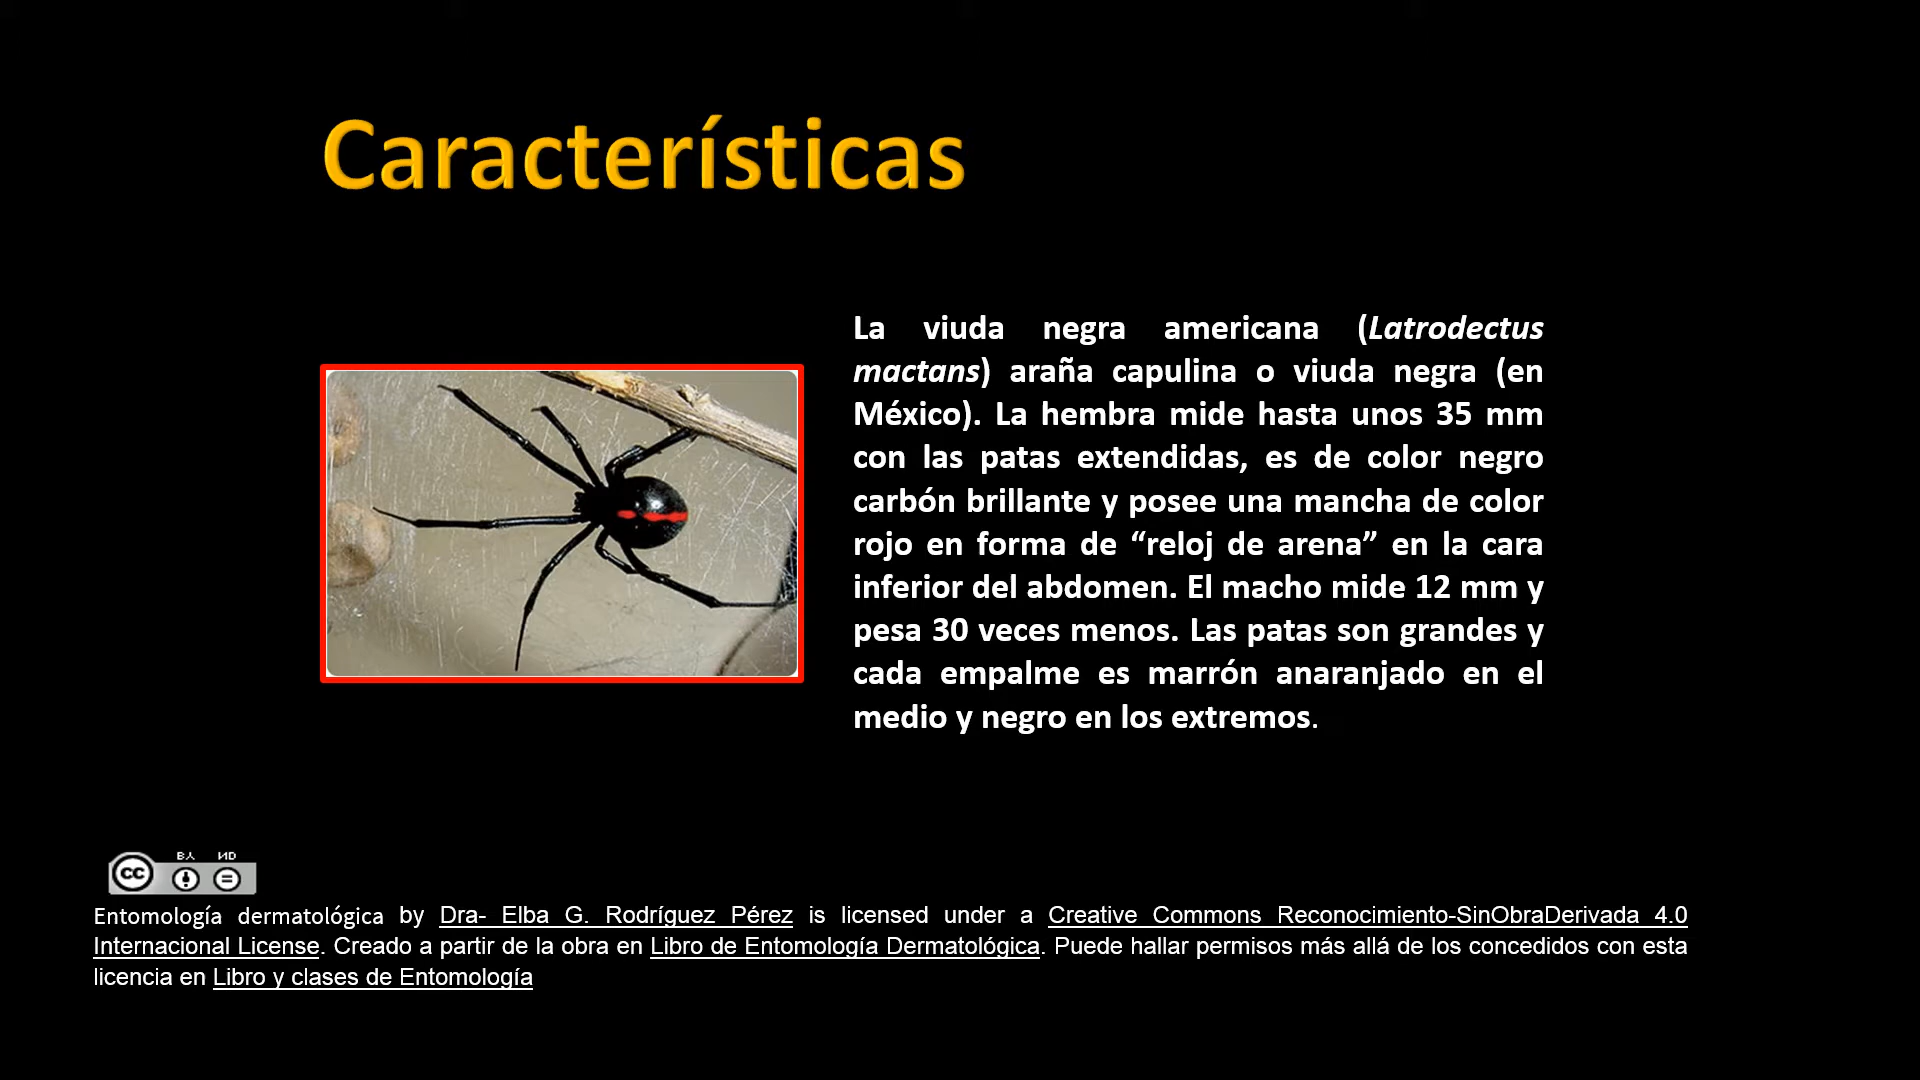 Características
La viuda negra americana (Latrodectus
mactans) araña capulina o viuda negra (en
México). La hembra mide hasta unos 35 mm
con las patas extendidas, es de color negro
carbón brillante y posee una mancha de color
rojo en forma de “reloj de arena” en la cara
inferior del abdomen. El macho mide 12 mm y
pesa 30 veces menos. Las patas son grandes y
cada empalme es marrón anaranjado en el
medio y negro en los extremos.
cc BY ND
Entomología dermatológica by Dra- Elba G. Rodríguez Pérez is licensed under a Creative Commons Reconocimiento-SinObraDerivada 4.0
Internacional License. Creado a partir de la obra en Libro de Entomología Dermatológica. Puede hallar permisos más allá de los concedidos con esta
licencia en Libro y clases de Entomología